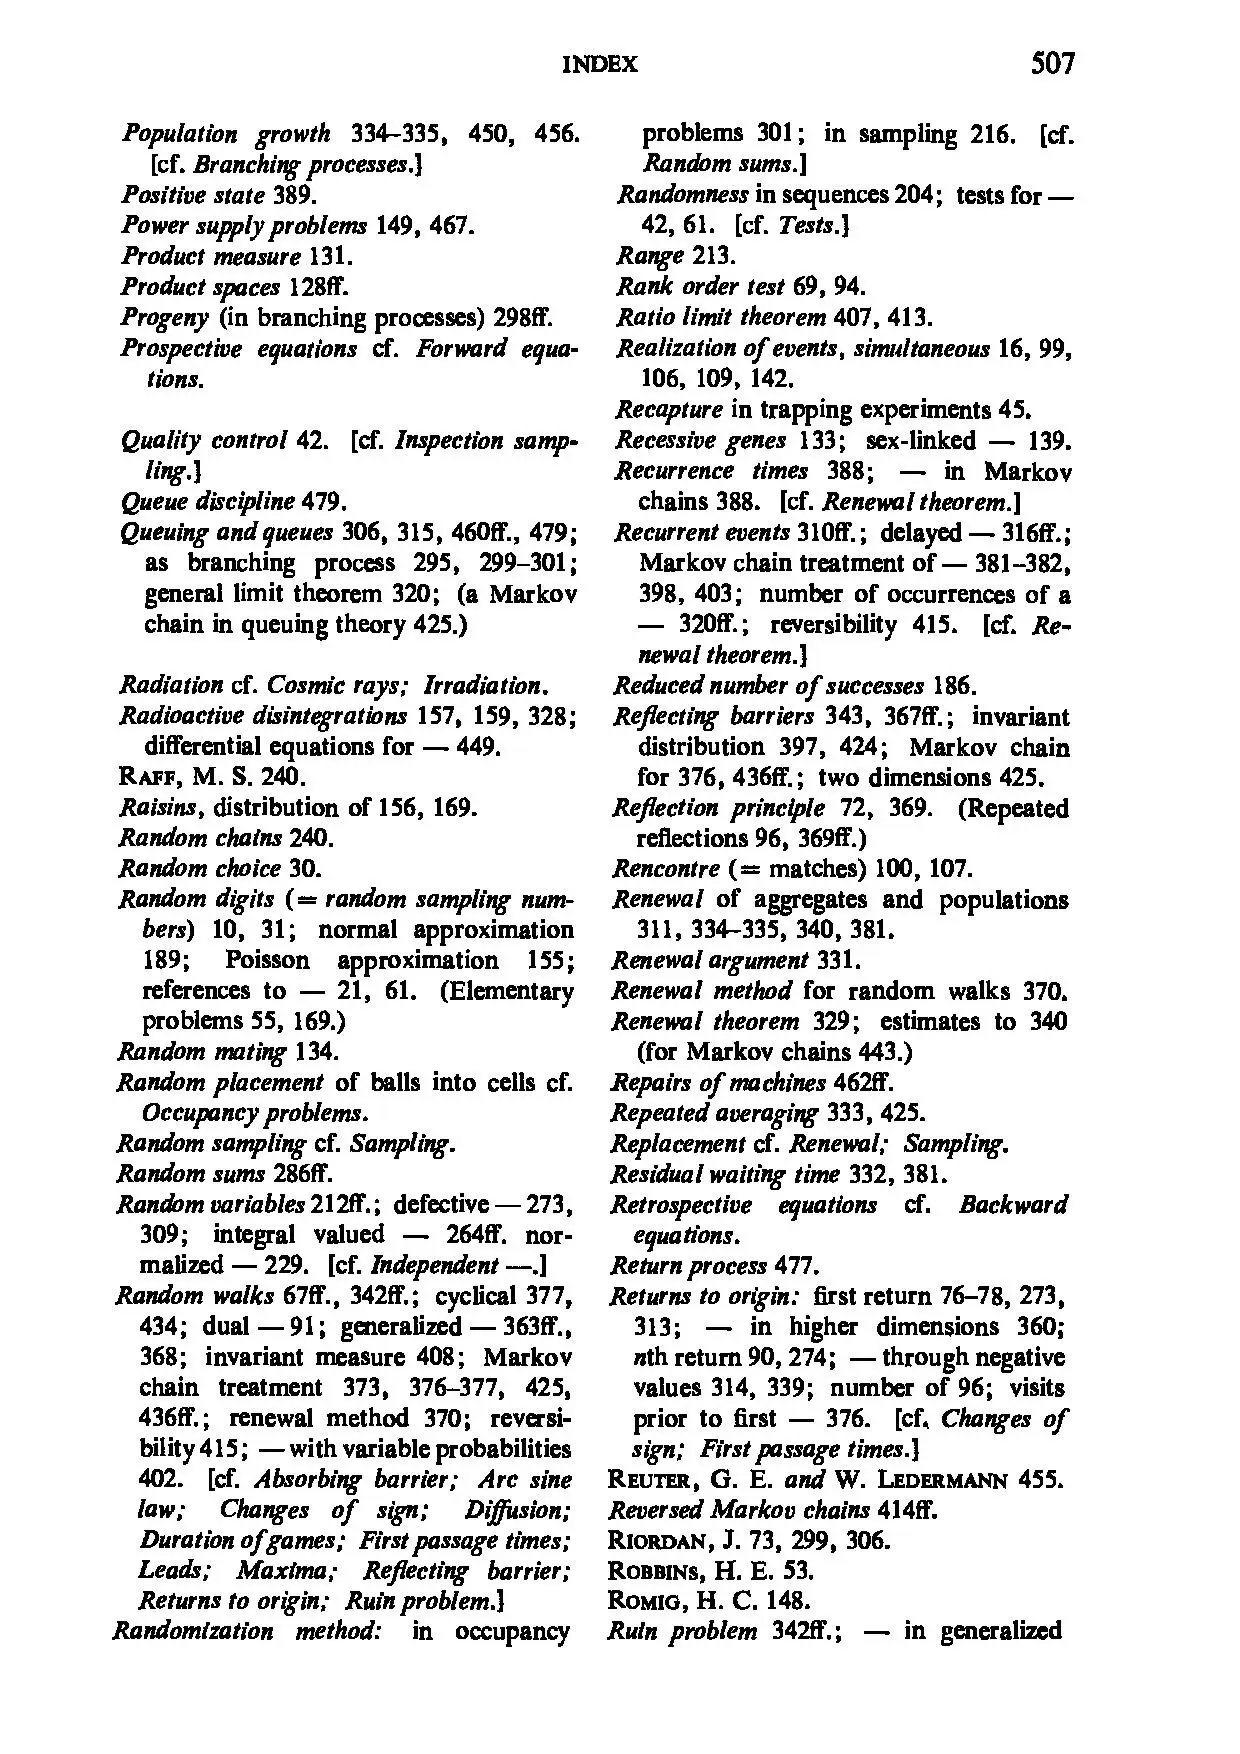 INDEX 507
Population growth 334–335, 450, 456.
[cf. Branching processes.]
Positive state 389.
Power supply problems 149, 467.
Product measure 131.
Product spaces 128ff.
Progeny (in branching processes) 298ff.
Prospective equations cf. Forward equa-
tions.
Quality control 42. [cf. Inspection samp-
ling.]
Queue discipline 479.
Queuing and queues 306, 315, 460ff., 479;
as branching process 295, 299–301;
general limit theorem 320; (a Markov
chain in queuing theory 425.)
Radiation cf. Cosmic rays; Irradiation.
Radioactive disintegrations 157, 159, 328;
differential equations for — 449.
RAFF, M. S. 240.
Raisins, distribution of 156, 169.
Random chains 240.
Random choice 30.
Random digits (= random sampling num-
bers) 10, 31; normal approximation
189; Poisson approximation 155;
references to — 21, 61. (Elementary
problems 55, 169.)
Random mating 134.
Random placement of balls into cells cf.
Occupancy problems.
Random sampling cf. Sampling.
Random sums 286ff.
Random variables 212ff.; defective — 273,
309; integral valued — 264ff. nor-
malized — 229. [cf. Independent —.]
Random walks 67ff., 342ff.; cyclical 377,
434; dual — 91; generalized — 363ff.,
368; invariant measure 408; Markov
chain treatment 373, 376–377, 425,
436ff.; renewal method 370; reversi-
bility 415; — with variable probabilities
402. [cf. Absorbing barrier; Arc sine
law; Changes of sign; Diffusion;
Duration of games; First passage times;
Leads; Maxima; Reflecting barrier;
Returns to origin; Ruin problem.]
Randomization method: in occupancy
problems 301; in sampling 216. [cf.
Random sums.]
Randomness in sequences 204; tests for —
42, 61. [cf. Tests.]
Range 213.
Rank order test 69, 94.
Ratio limit theorem 407, 413.
Realization of events, simultaneous 16, 99,
106, 109, 142.
Recapture in trapping experiments 45.
Recessive genes 133; sex-linked — 139.
Recurrence times 388; — in Markov
chains 388. [cf. Renewal theorem.]
Recurrent events 310ff.; delayed — 316ff.;
Markov chain treatment of — 381–382,
398, 403; number of occurrences of a
— 320ff.; reversibility 415. [cf. Re-
newal theorem.]
Reduced number of successes 186.
Reflecting barriers 343, 367ff.; invariant
distribution 397, 424; Markov chain
for 376, 436ff.; two dimensions 425.
Reflection principle 72, 369. (Repeated
reflections 96, 369ff.)
Rencontre (= matches) 100, 107.
Renewal of aggregates and populations
311, 334–335, 340, 381.
Renewal argument 331.
Renewal method for random walks 370.
Renewal theorem 329; estimates to 340
(for Markov chains 443.)
Repairs of machines 462ff.
Repeated averaging 333, 425.
Replacement cf. Renewal; Sampling.
Residual waiting time 332, 381.
Retrospective equations cf. Backward
equations.
Return process 477.
Returns to origin: first return 76–78, 273,
313; — in higher dimensions 360;
nth return 90, 274; — through negative
values 314, 339; number of 96; visits
prior to first — 376. [cf. Changes of
sign; First passage times.]
REUTER, G. E. and W. LEDERMANN 455.
Reversed Markov chains 414ff.
RIORDAN, J. 73, 299, 306.
ROBBINS, H. E. 53.
ROMIG, H. C. 148.
Ruin problem 342ff.; — in generalized